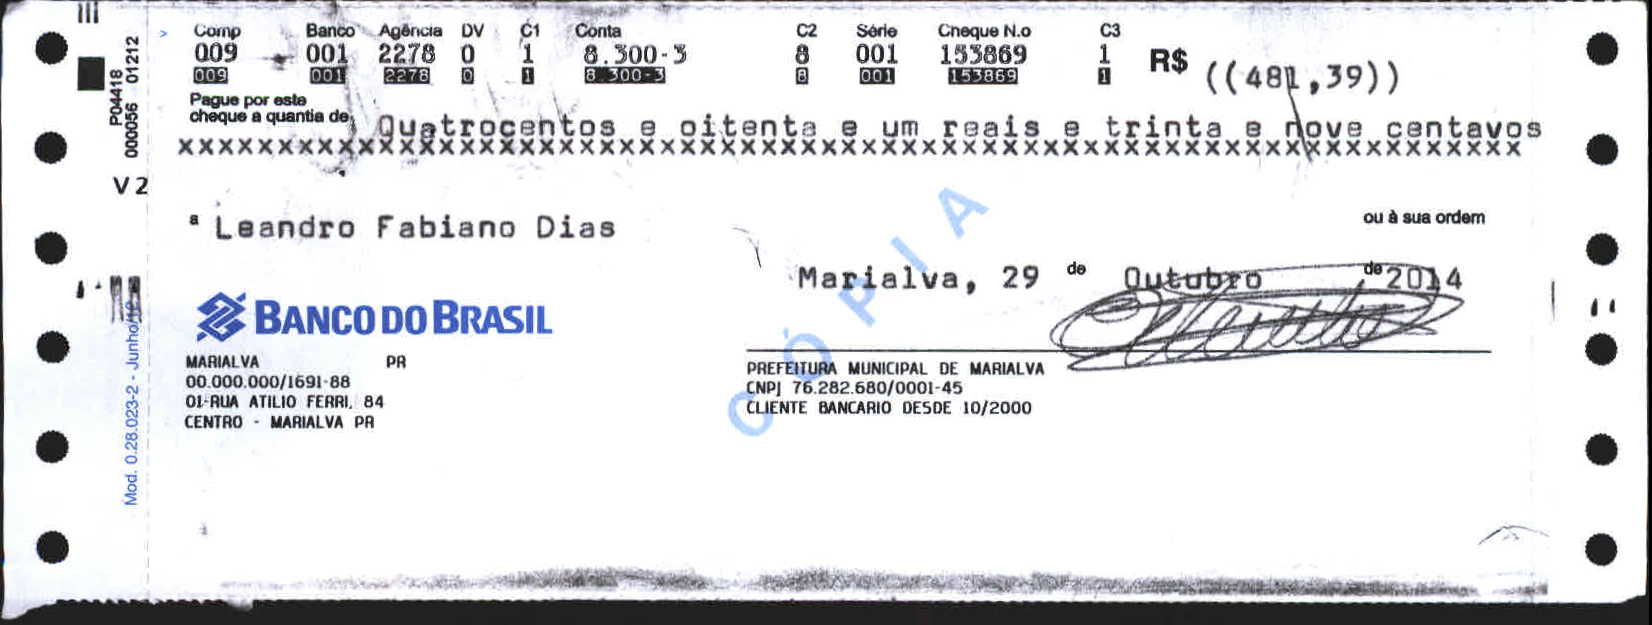 Comp Banco Agência DV C1 Conta C2 Série Cheque N.o C3
009 001 2278 0 1 8.300-3 8 001 153869 1 R$ ((481,39))
009 001 2278 0 1 8.300-3 8 001 153869 1
Pague por este
cheque a quantia de Quatrocentos e oitenta e um reais e trinta e nove centavos
xxxxxxxxxxxxxxxxxxxxxxxxxxxxxxxxxxxxxxxxxxxxxxxxxxxxxxxxxxxxxxxxxxx
a Leandro Fabiano Dias
ou à sua ordem
Marialva, 29 de Outubro de 2014
BANCO DO BRASIL
MARIALVA PR
00.000.000/1691-88
01-RUA ATILIO FERRI, 84
CENTRO - MARIALVA PR
PREFEITURA MUNICIPAL DE MARIALVA
CNPJ 76.282.680/0001-45
CLIENTE BANCARIO DESDE 10/2000
CÓPIA
P04418
000056 01212
V2
Mod. 0.28.023-2 - Junho/